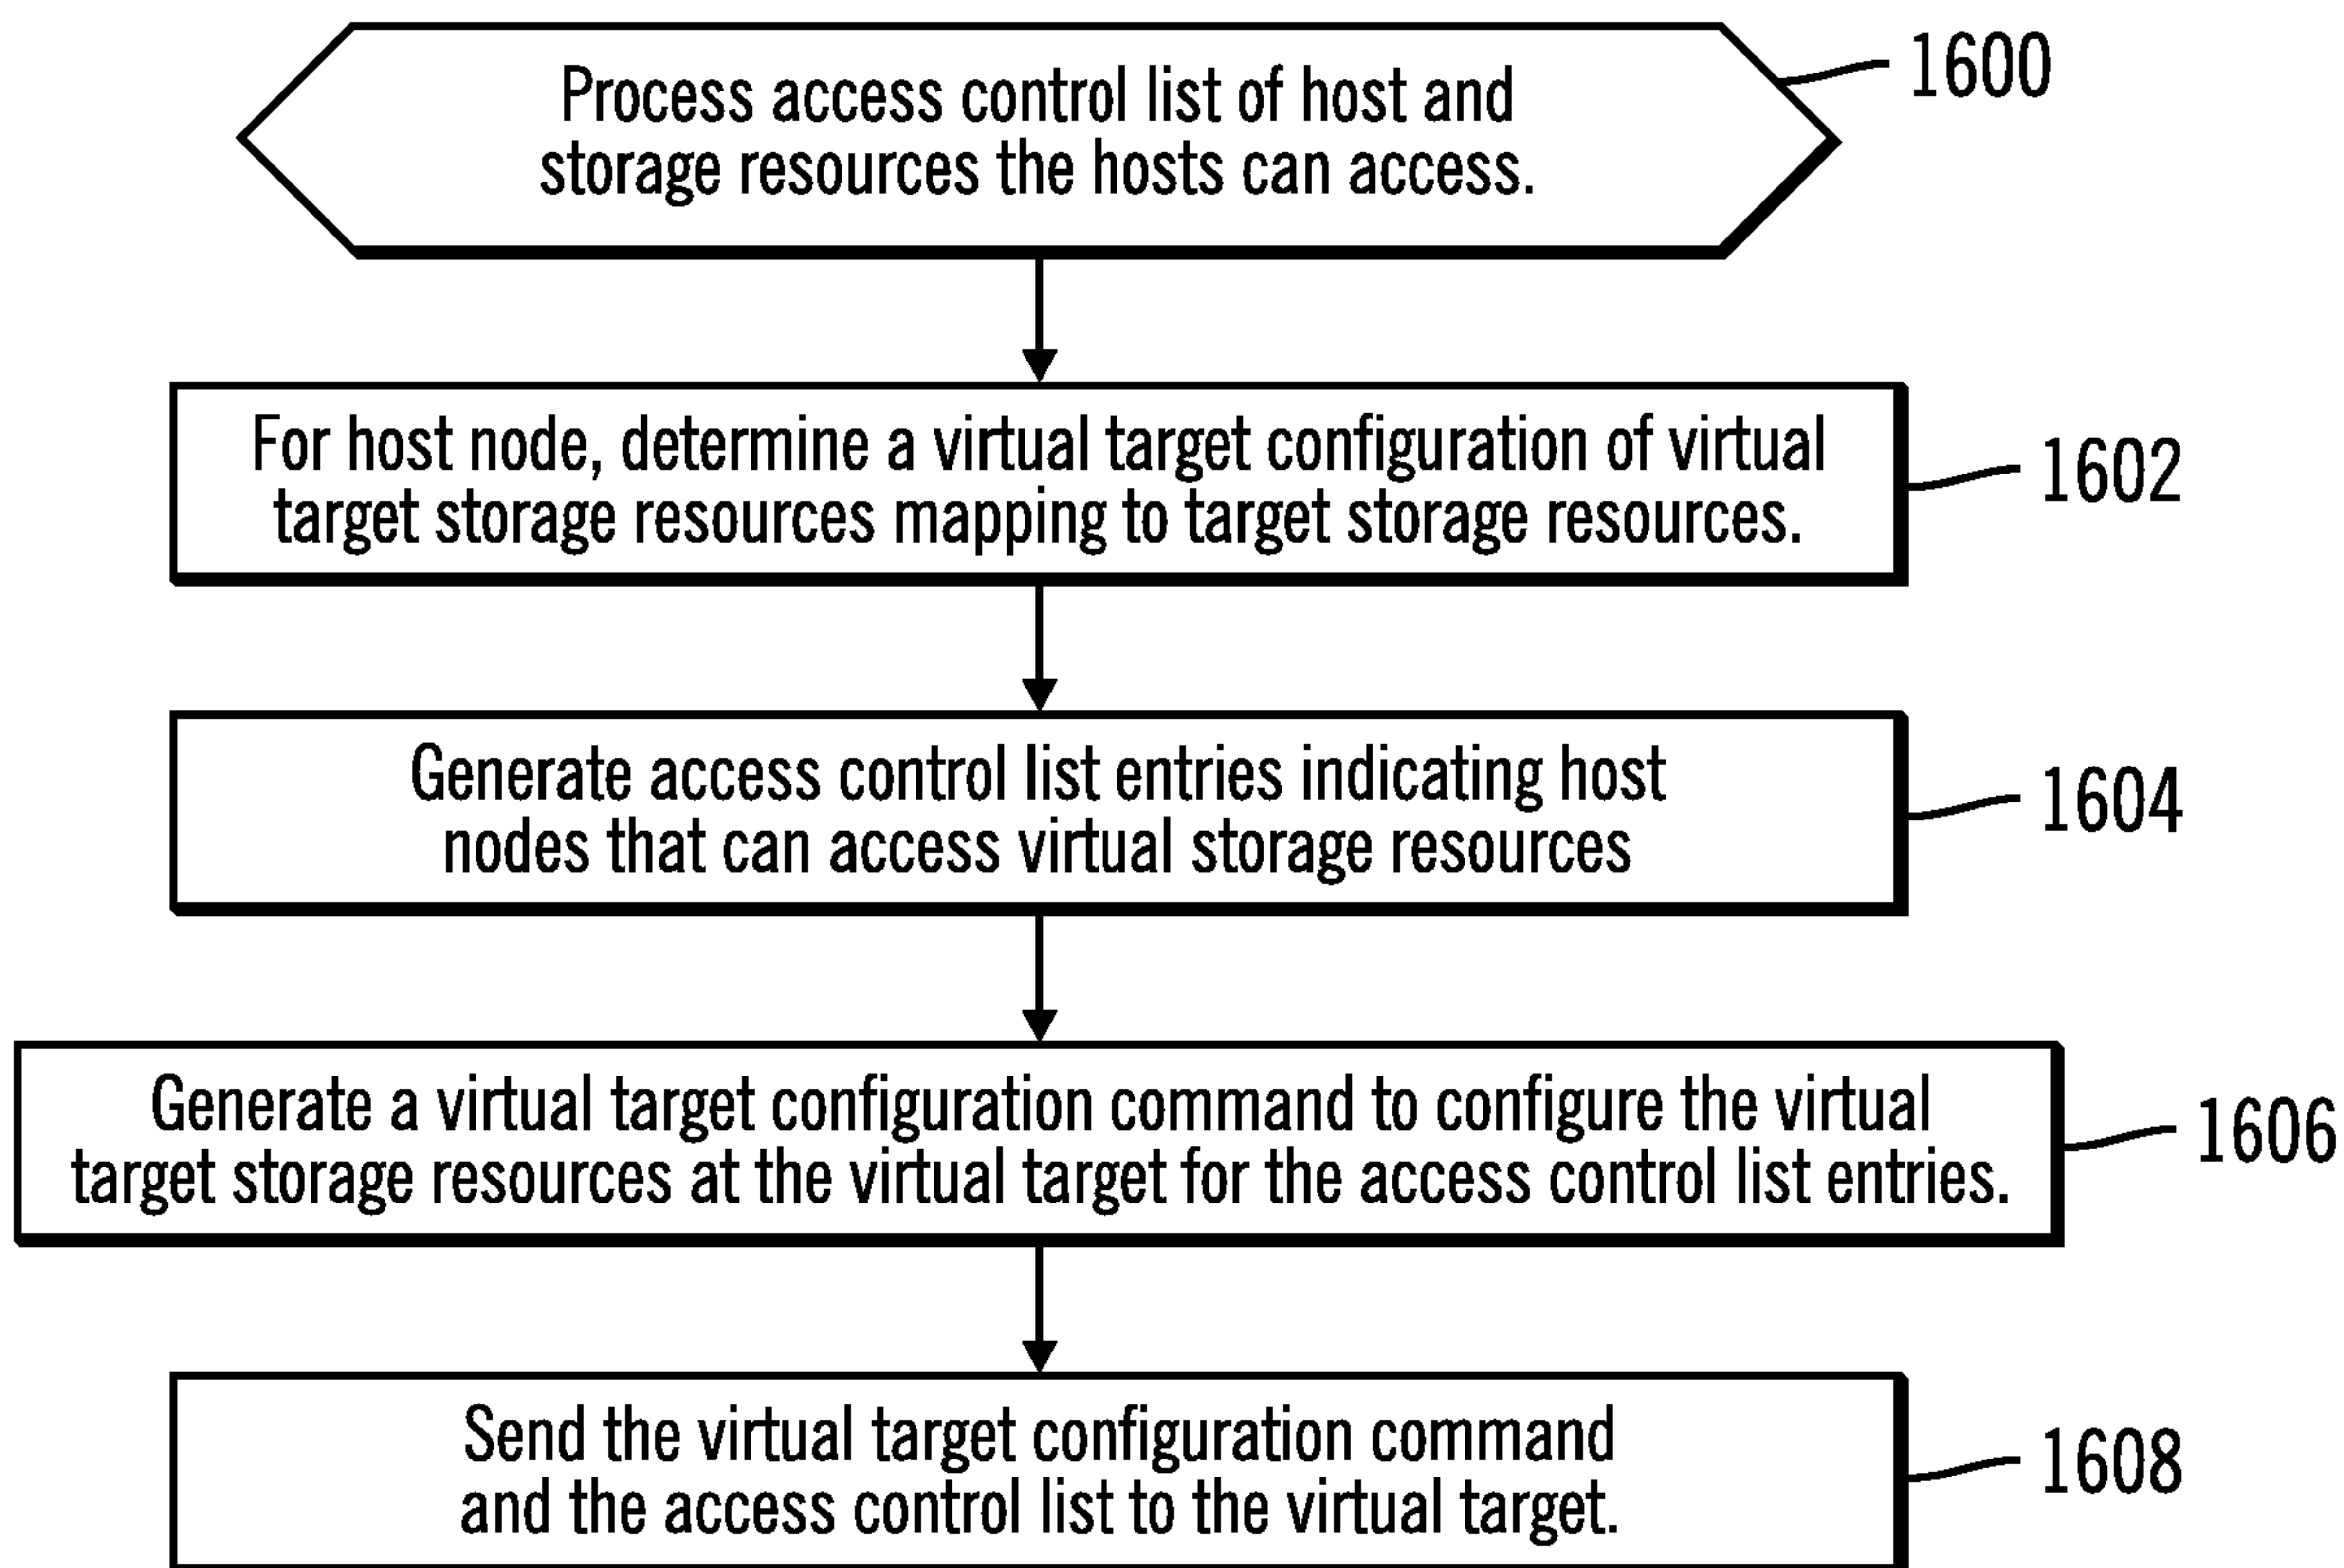 Process access control list of host and
storage resources the hosts can access.
1600
For host node, determine a virtual target configuration of virtual
target storage resources mapping to target storage resources.
1602
Generate access control list entries indicating host
nodes that can access virtual storage resources
1604
Generate a virtual target configuration command to configure the virtual
target storage resources at the virtual target for the access control list entries.
1606
Send the virtual target configuration command
and the access control list to the virtual target.
1608